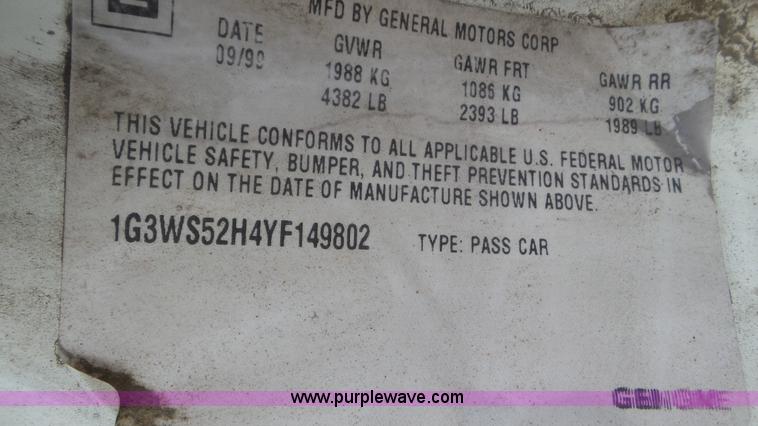 MFD BY GENERAL MOTORS CORP
DATE GVWR GAWR FRT GAWR RR
09/99 1988 KG 1086 KG 902 KG
4382 LB 2393 LB 1989 LB
THIS VEHICLE CONFORMS TO ALL APPLICABLE U.S. FEDERAL MOTOR
VEHICLE SAFETY, BUMPER, AND THEFT PREVENTION STANDARDS IN
EFFECT ON THE DATE OF MANUFACTURE SHOWN ABOVE.
1G3WS52H4YF149802 TYPE: PASS CAR
www.purplewave.com